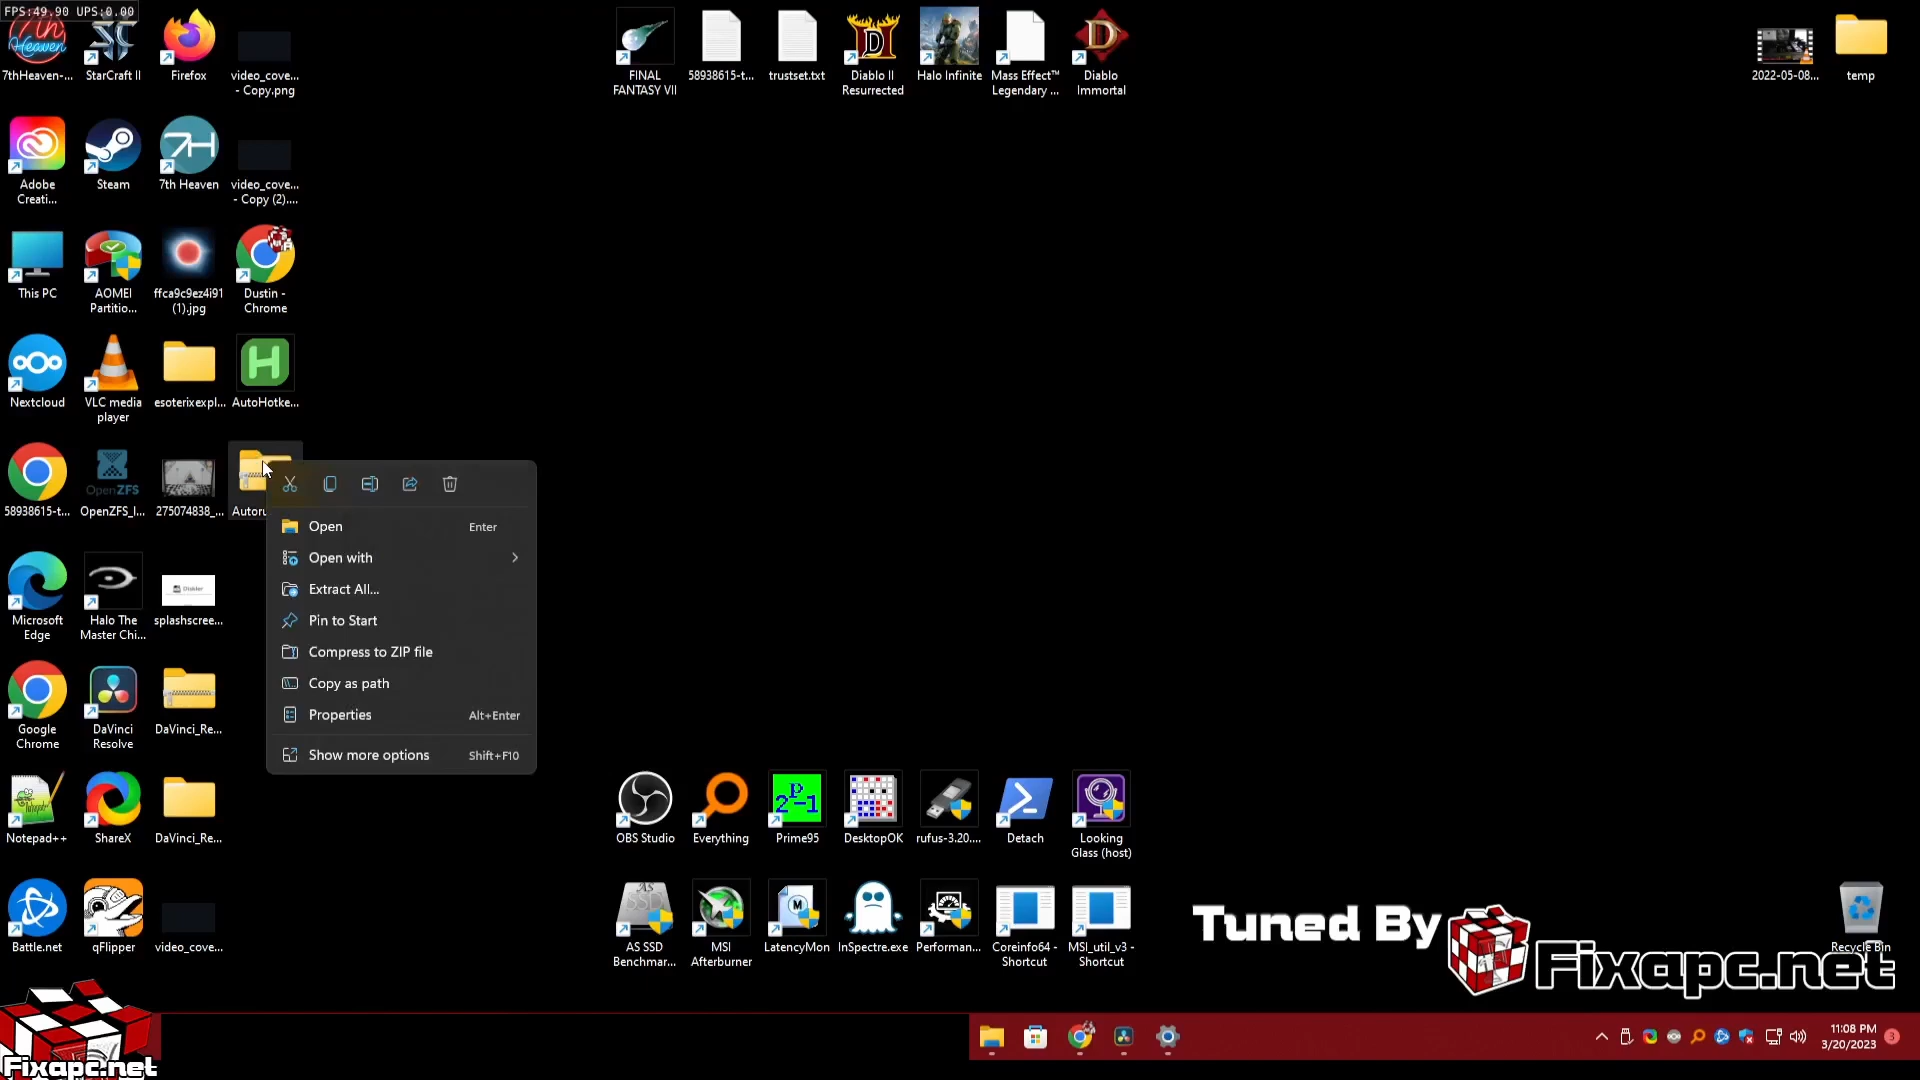 FPS:49.90 UPS:0.00
7thHeaven-...
StarCraft II
Firefox
video_cove...
- Copy.png
FINAL
FANTASY VII
58938615-t...
trustset.txt
Diablo II
Resurrected
Halo Infinite
Mass Effect™
Legendary ...
Diablo
Immortal
2022-05-08...
temp
Adobe
Creati...
Steam
7th Heaven
video_cove...
- Copy (2)....
This PC
AOMEI
Partitio...
ffca9c9ez4i91
(1).jpg
Dustin -
Chrome
Nextcloud
VLC media
player
esoterixexpl...
AutoHotke...
58938615-t...
OpenZFS
OpenZFS_I...
275074838_...
Autoru
Open
Enter
Open with
Extract All...
Pin to Start
Compress to ZIP file
Copy as path
Properties
Alt+Enter
Show more options
Shift+F10
Microsoft
Edge
Halo The
Master Chi...
splashscree...
Google
Chrome
DaVinci
Resolve
DaVinci_Re...
Notepad++
ShareX
DaVinci_Re...
OBS Studio
Everything
Prime95
DesktopOK
rufus-3.20....
Detach
Looking
Glass (host)
Battle.net
qFlipper
video_cove...
AS SSD
Benchmar...
MSI
Afterburner
LatencyMon
InSpectre.exe
Performan...
Coreinfo64 -
Shortcut
MSI_util_v3 -
Shortcut
Recycle Bin
Tuned By
Fixapc.net
Fixapc.net
11:08 PM
3/20/2023
3